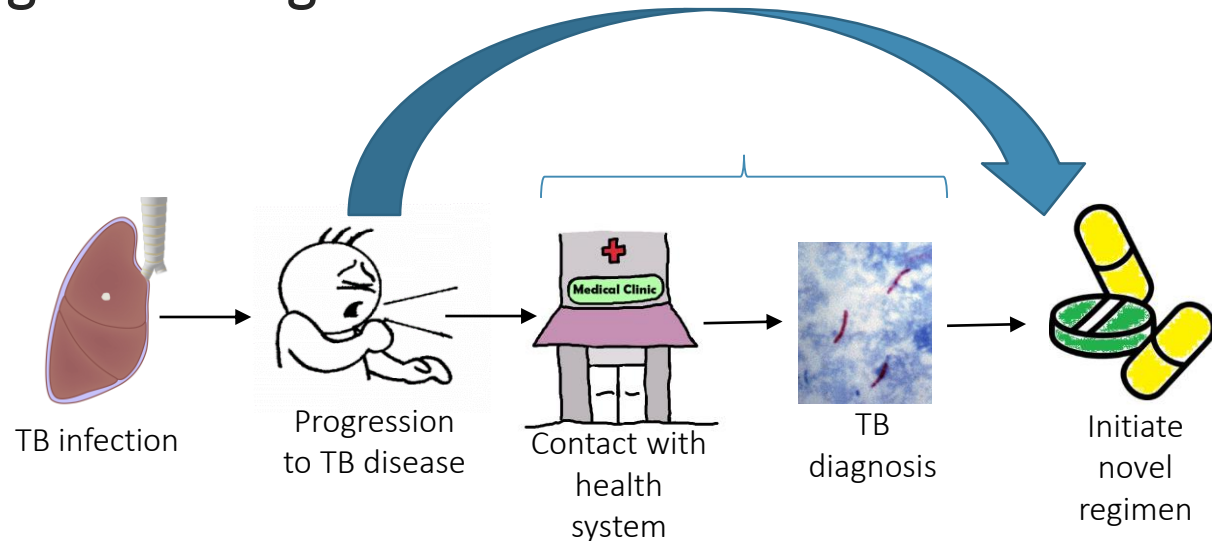 TB infection
Progression
to TB disease
Medical Clinic
Contact with
health
system
TB
diagnosis
Initiate
novel
regimen